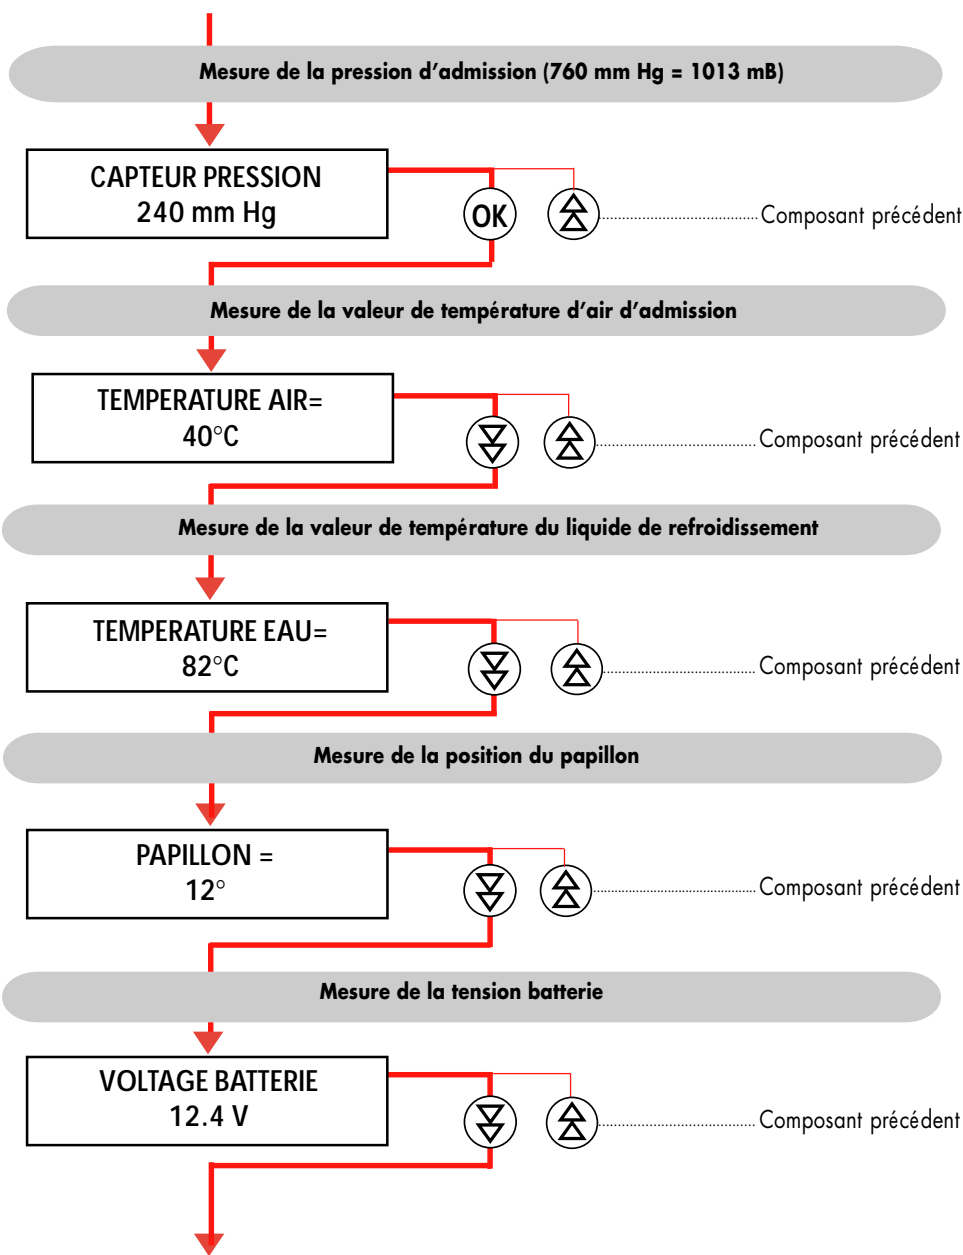 Mesure de la pression d’admission (760 mm Hg = 1013 mB)
CAPTEUR PRESSION
240 mm Hg
OK
Composant précédent
Mesure de la valeur de température d’air d’admission
TEMPERATURE AIR=
40°C
Composant précédent
Mesure de la valeur de température du liquide de refroidissement
TEMPERATURE EAU=
82°C
Composant précédent
Mesure de la position du papillon
PAPILLON =
12°
Composant précédent
Mesure de la tension batterie
VOLTAGE BATTERIE
12.4 V
Composant précédent